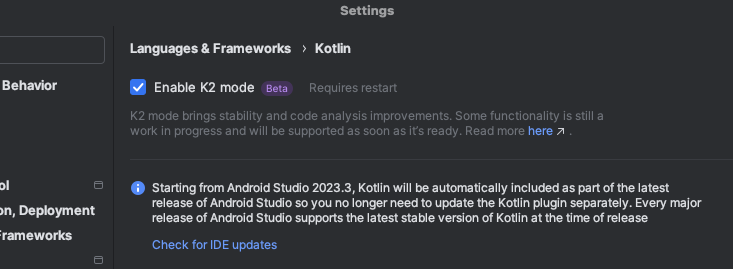 Settings
Languages & Frameworks › Kotlin
Behavior
Enable K2 mode Beta Requires restart
K2 mode brings stability and code analysis improvements. Some functionality is still a
work in progress and will be supported as soon as it's ready. Read more here ↗ .
ol
Starting from Android Studio 2023.3, Kotlin will be automatically included as part of the latest
release of Android Studio so you no longer need to update the Kotlin plugin separately. Every major
on, Deployment
release of Android Studio supports the latest stable version of Kotlin at the time of release
Frameworks
Check for IDE updates